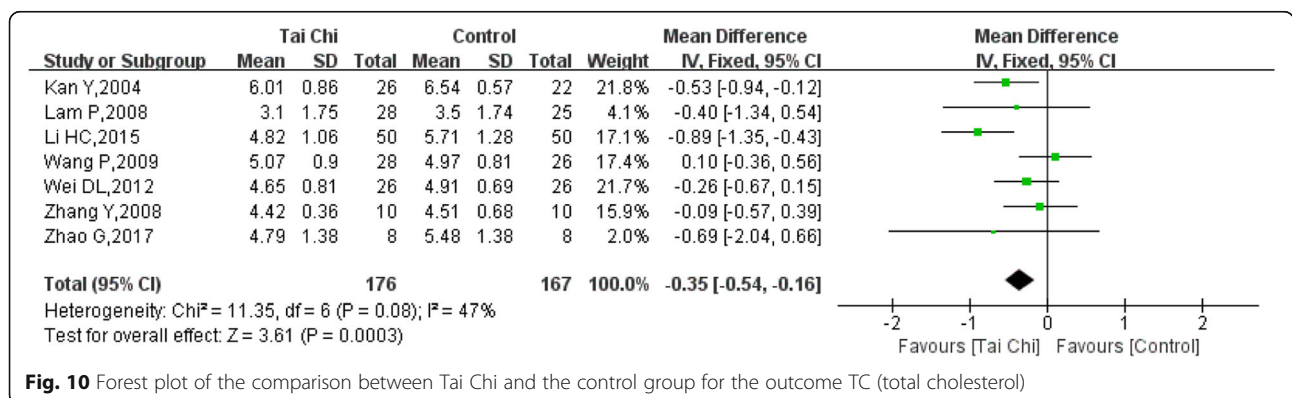 Tai Chi Control Mean Difference Mean Difference
Study or Subgroup Mean SD Total Mean SD Total Weight IV, Fixed, 95% CI IV, Fixed, 95% CI
Kan Y,2004 6.01 0.86 26 6.54 0.57 22 21.8% -0.53 [-0.94, -0.12]
Lam P,2008 3.1 1.75 28 3.5 1.74 25 4.1% -0.40 [-1.34, 0.54]
Li HC,2015 4.82 1.06 50 5.71 1.28 50 17.1% -0.89 [-1.35, -0.43]
Wang P,2009 5.07 0.9 28 4.97 0.81 26 17.4% 0.10 [-0.36, 0.56]
Wei DL,2012 4.65 0.81 26 4.91 0.69 26 21.7% -0.26 [-0.67, 0.15]
Zhang Y,2008 4.42 0.36 10 4.51 0.68 10 15.9% -0.09 [-0.57, 0.39]
Zhao G,2017 4.79 1.38 8 5.48 1.38 8 2.0% -0.69 [-2.04, 0.66]
Total (95% CI) 176 167 100.0% -0.35 [-0.54, -0.16]
Heterogeneity: Chi² = 11.35, df = 6 (P = 0.08); I² = 47%
Test for overall effect: Z = 3.61 (P = 0.0003)
-2 -1 0 1 2
Favours [Tai Chi] Favours [Control]
Fig. 10 Forest plot of the comparison between Tai Chi and the control group for the outcome TC (total cholesterol)